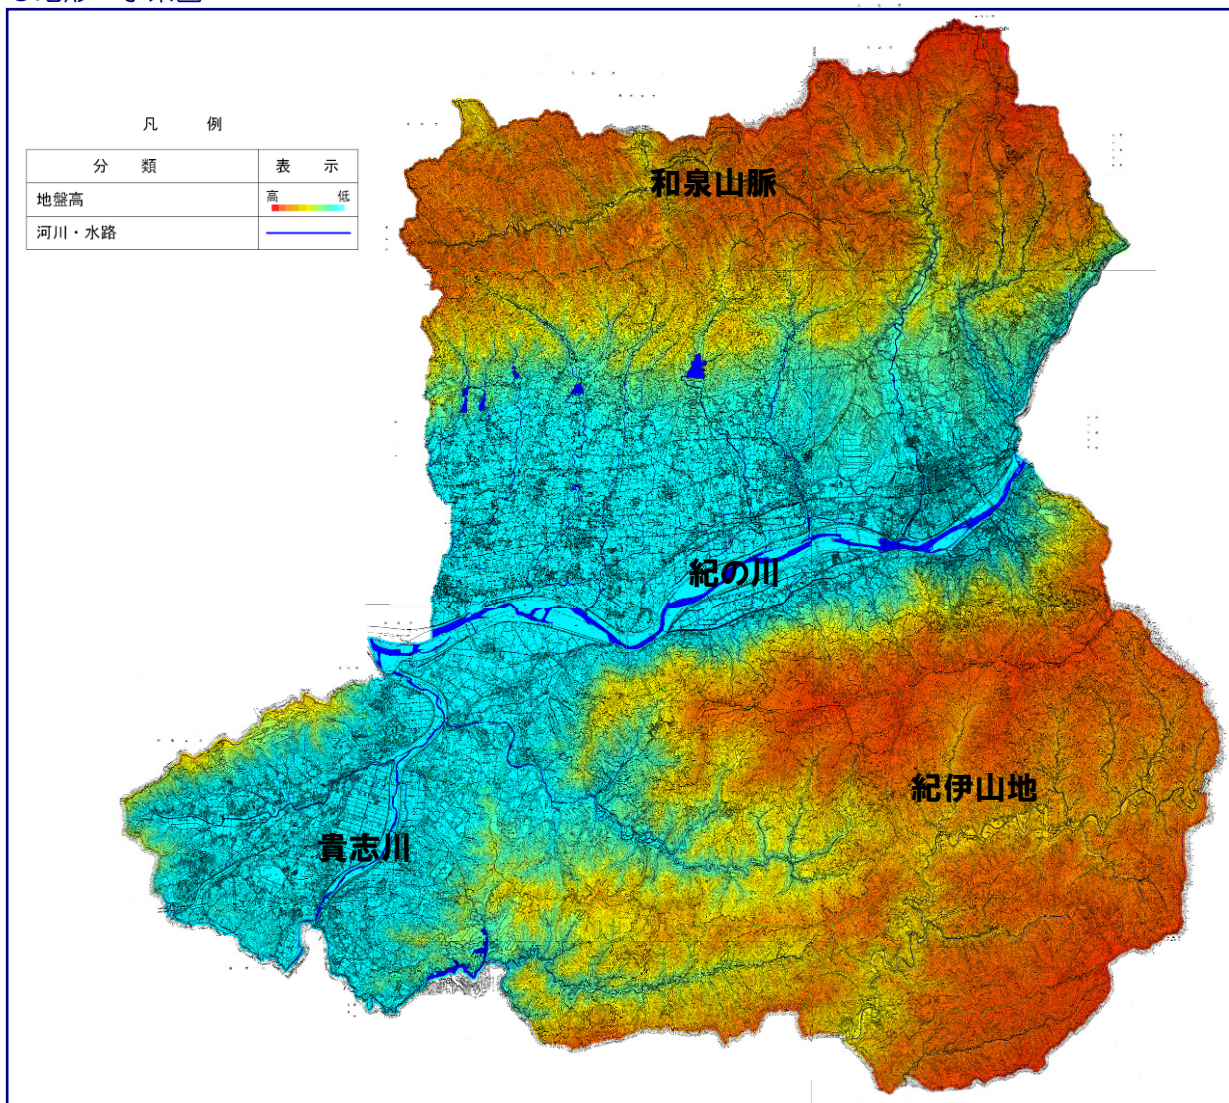 凡 例
分 類 表 示
地盤高 高 低
河川・水路
和泉山脈
紀の川
紀伊山地
貴志川